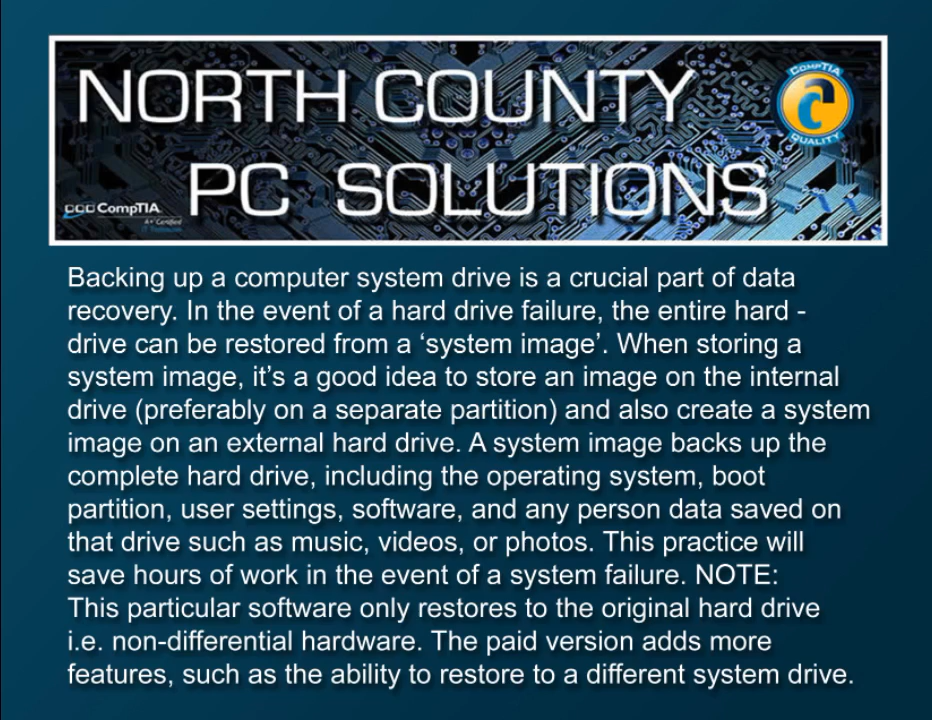 NORTH COUNTY
PC SOLUTIONS
COMPTIA
QUALITY
CompTIA
A+ Certified
IT Technician
Backing up a computer system drive is a crucial part of data
recovery. In the event of a hard drive failure, the entire hard -
drive can be restored from a ‘system image’. When storing a
system image, it’s a good idea to store an image on the internal
drive (preferably on a separate partition) and also create a system
image on an external hard drive. A system image backs up the
complete hard drive, including the operating system, boot
partition, user settings, software, and any person data saved on
that drive such as music, videos, or photos. This practice will
save hours of work in the event of a system failure. NOTE:
This particular software only restores to the original hard drive
i.e. non-differential hardware. The paid version adds more
features, such as the ability to restore to a different system drive.